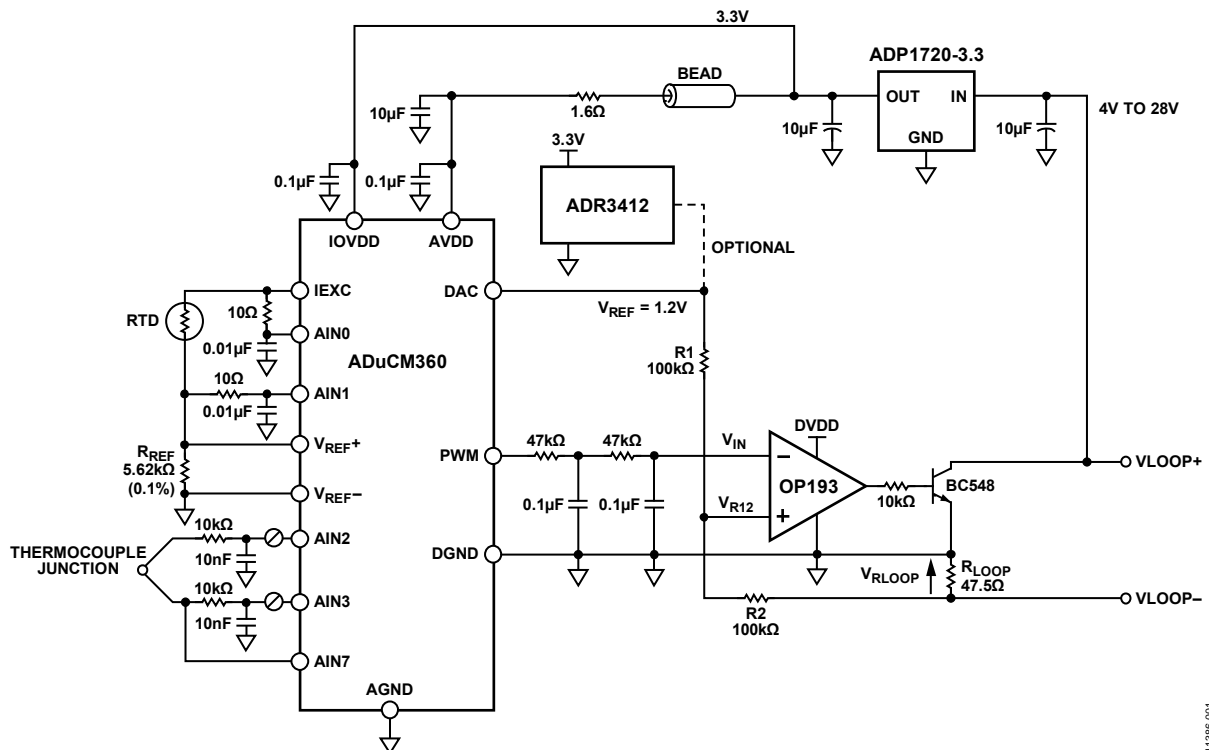 3.3V
ADP1720-3.3
BEAD
OUT
IN
GND
4V TO 28V
10µF
1.6Ω
10µF
10µF
3.3V
0.1µF
0.1µF
ADR3412
IOVDD
AVDD
OPTIONAL
IEXC
DAC
V_REF = 1.2V
RTD
10Ω
AIN0
0.01µF
ADuCM360
R1
100kΩ
10Ω
AIN1
0.01µF
V_REF+
R_REF
5.62kΩ
(0.1%)
PWM
47kΩ
47kΩ
V_IN
DVDD
VLOOP+
BC548
OP193
10kΩ
V_REF−
0.1µF
0.1µF
V_R12
10kΩ
AIN2
THERMOCOUPLE
JUNCTION
10nF
DGND
V_RLOOP
R_LOOP
47.5Ω
10kΩ
AIN3
10nF
R2
100kΩ
VLOOP−
AIN7
AGND
11386-001